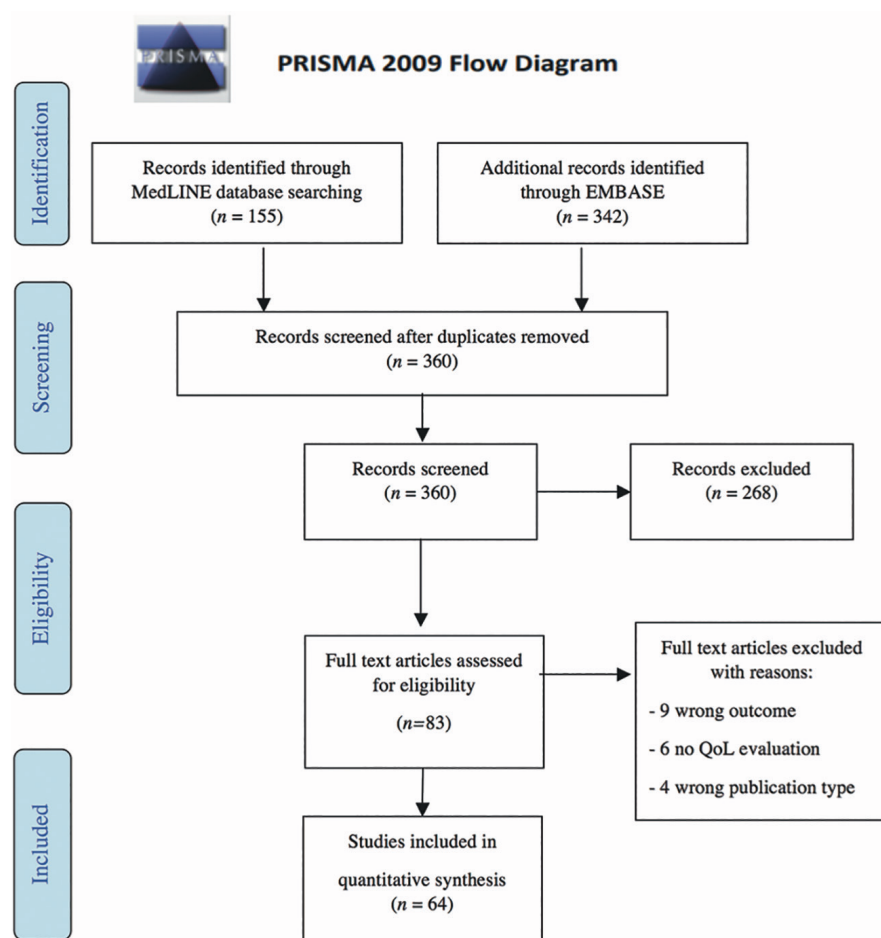 PRISMA
PRISMA 2009 Flow Diagram
Identification
Records identified through
MedLINE database searching
(n = 155)
Additional records identified
through EMBASE
(n = 342)
Screening
Records screened after duplicates removed
(n = 360)
Records screened
(n = 360)
Records excluded
(n = 268)
Eligibility
Full text articles assessed
for eligibility
(n=83)
Full text articles excluded
with reasons:
- 9 wrong outcome
- 6 no QoL evaluation
- 4 wrong publication type
Included
Studies included in
quantitative synthesis
(n = 64)